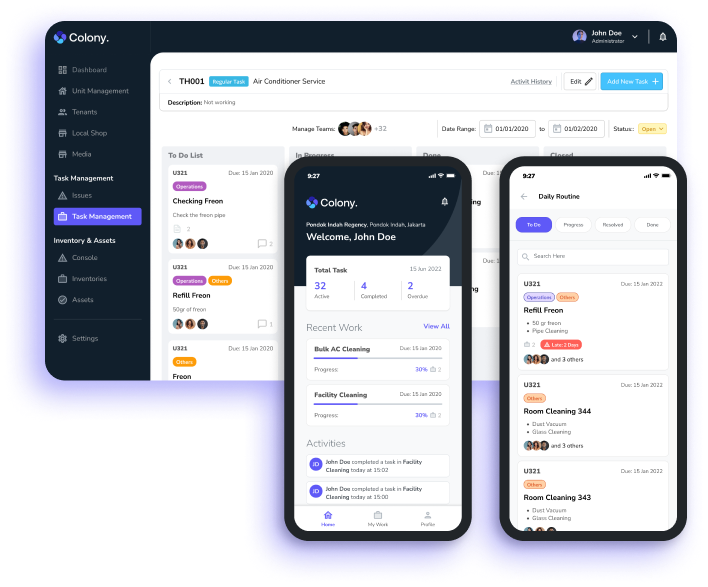 Colony.
John Doe
Administrator
Dashboard
Unit Management
Tenants
Local Shop
Media
Task Management
Issues
Task Management
Inventory & Assets
Console
Inventories
Assets
Settings
TH001 Regular Task Air Conditioner Service
Activit History
Edit
Add New Task +
Description: Not working
Manage Teams: +32
Date Range: 01/01/2020 to 01/02/2020
Status: Open
To Do List
In Progress
Done
Closed
U321 Due: 15 Jan 2020
Operations
Checking Freon
Check the freon pipe
2
2
U321 Due: 15 Jan 2020
Operations Others
Refill Freon
50gr of freon
1
U321 Due: 15 Jan 2020
Others
Freon
9:27
Colony.
Pondok Indah Regency, Pondok Indah, Jakarta
Welcome, John Doe
Total Task 15 Jun 2022
32 4 2
Active Completed Overdue
Recent Work View All
Bulk AC Cleaning Due: 15 Jan 2020
Progress: 30% 2
Facility Cleaning Due: 15 Jan 2020
Progress: 30% 2
Activities
JD
John Doe completed a task in Facility
Cleaning today at 15:02
JD
John Doe completed a task in Facility
Cleaning today at 15:00
Home My Work Profile
9:27
Daily Routine
To Do Progress Resolved Done
Search Here
U321 Due: 15 Jan 2022
Operations Others
Refill Freon
• 50 gr freon
• Pipe Cleaning
2 Late: 2 Days
and 3 others
U321 Due: 15 Jan 2022
Others
Room Cleaning 344
• Dust Vacuum
• Glass Cleaning
and 3 others
U321 Due: 15 Jan 2022
Others
Room Cleaning 343
• Dust Vacuum
• Glass Cleaning